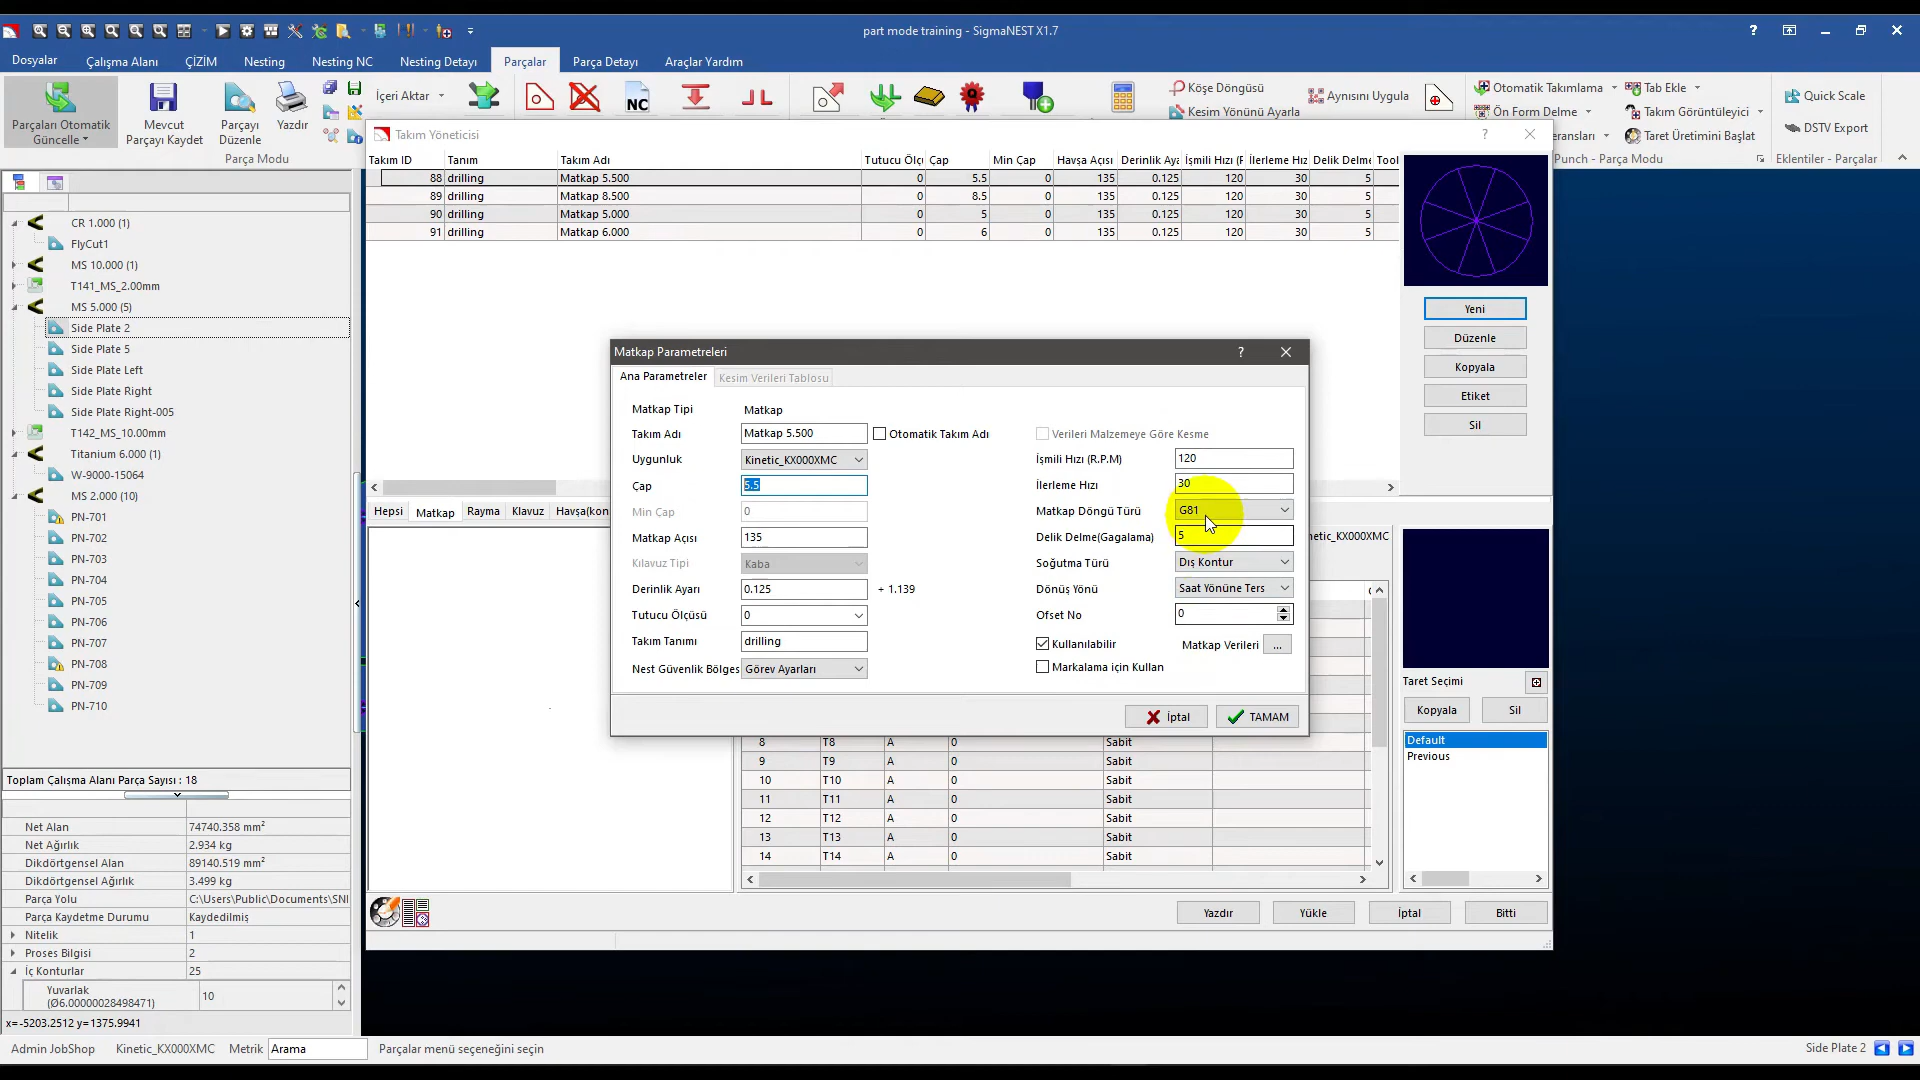 part mode training - SigmaNEST X1.7
Dosyalar Çalışma Alanı ÇİZİM Nesting Nesting NC Nesting Detayı Parçalar Parça Detayı Araçlar Yardım
Parçaları Otomatik
Güncelle
Mevcut
Parçayı Kaydet
Parçayı
Düzenle
Yazdır
İçeri Aktar
NC
Köşe Döngüsü
Kesim Yönünü Ayarla
Aynısını Uygula
Otomatik Takımlama
Tab Ekle
Ön Form Delme
Takım Görüntüleyici
Taret Üretimini Başlat
Quick Scale
DSTV Export
Parça Modu
Punch - Parça Modu
Eklentiler - Parçalar
Takım Yöneticisi
Takım ID Tanım Takım Adı Tutucu Ölçü Çap Min Çap Havşa Açısı Derinlik Aya İşmili Hızı (F İlerleme Hız Delik Delme Tool
88 drilling Matkap 5.500 0 5.5 0 135 0.125 120 30 5
89 drilling Matkap 8.500 0 8.5 0 135 0.125 120 30 5
90 drilling Matkap 5.000 0 5 0 135 0.125 120 30 5
91 drilling Matkap 6.000 0 6 0 135 0.125 120 30 5
Yeni
Düzenle
Kopyala
Etiket
Sil
CR 1.000 (1)
FlyCut1
MS 10.000 (1)
T141_MS_2.00mm
MS 5.000 (5)
Side Plate 2
Side Plate 5
Side Plate Left
Side Plate Right
Side Plate Right-005
T142_MS_10.00mm
Titanium 6.000 (1)
W-9000-15064
MS 2.000 (10)
PN-701
PN-702
PN-703
PN-704
PN-705
PN-706
PN-707
PN-708
PN-709
PN-710
Toplam Çalışma Alanı Parça Sayısı : 18
Net Alan 74740.358 mm²
Net Ağırlık 2.934 kg
Dikdörtgensel Alan 89140.519 mm²
Dikdörtgensel Ağırlık 3.499 kg
Parça Yolu C:\Users\Public\Documents\SNI
Parça Kaydetme Durumu Kaydedilmiş
Nitelik 1
Proses Bilgisi 2
İç Konturlar 25
Yuvarlak
(Ø6.00000028498471) 10
x=-5203.2512 y=1375.9941
Hepsi Matkap Rayma Klavuz Havşa(kon
Matkap Parametreleri
Ana Parametreler Kesim Verileri Tablosu
Matkap Tipi Matkap
Takım Adı Matkap 5.500 Otomatik Takım Adı
Uygunluk Kinetic_KX000XMC
Çap 5.5
Min Çap 0
Matkap Açısı 135
Kılavuz Tipi Kaba
Derinlik Ayarı 0.125 + 1.139
Tutucu Ölçüsü 0
Takım Tanımı drilling
Nest Güvenlik Bölges Görev Ayarları
Verileri Malzemeye Göre Kesme
İşmili Hızı (R.P.M) 120
İlerleme Hızı 30
Matkap Döngü Türü G81
Delik Delme(Gagalama) 5
Soğutma Türü Dış Kontur
Dönüş Yönü Saat Yönüne Ters
Ofset No 0
Kullanılabilir Matkap Verileri ...
Markalama için Kullan
İptal TAMAM
netic_KX000XMC
8 T8 A 0 Sabit
9 T9 A 0 Sabit
10 T10 A 0 Sabit
11 T11 A 0 Sabit
12 T12 A 0 Sabit
13 T13 A 0 Sabit
14 T14 A 0 Sabit
Taret Seçimi
Kopyala Sil
Default
Previous
Yazdır Yükle İptal Bitti
Admin JobShop Kinetic_KX000XMC Metrik Arama Parçalar menü seçeneğini seçin Side Plate 2